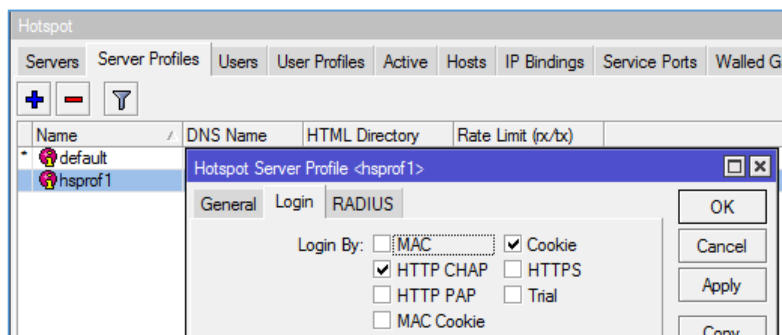 Hotspot
Servers Server Profiles Users User Profiles Active Hosts IP Bindings Service Ports Walled G
Name DNS Name HTML Directory Rate Limit (rx/tx)
* default
hsprof1
Hotspot Server Profile <hsprof1>
General Login RADIUS
OK
Login By: MAC Cookie
Cancel
HTTP CHAP HTTPS
Apply
HTTP PAP Trial
MAC Cookie
Copy